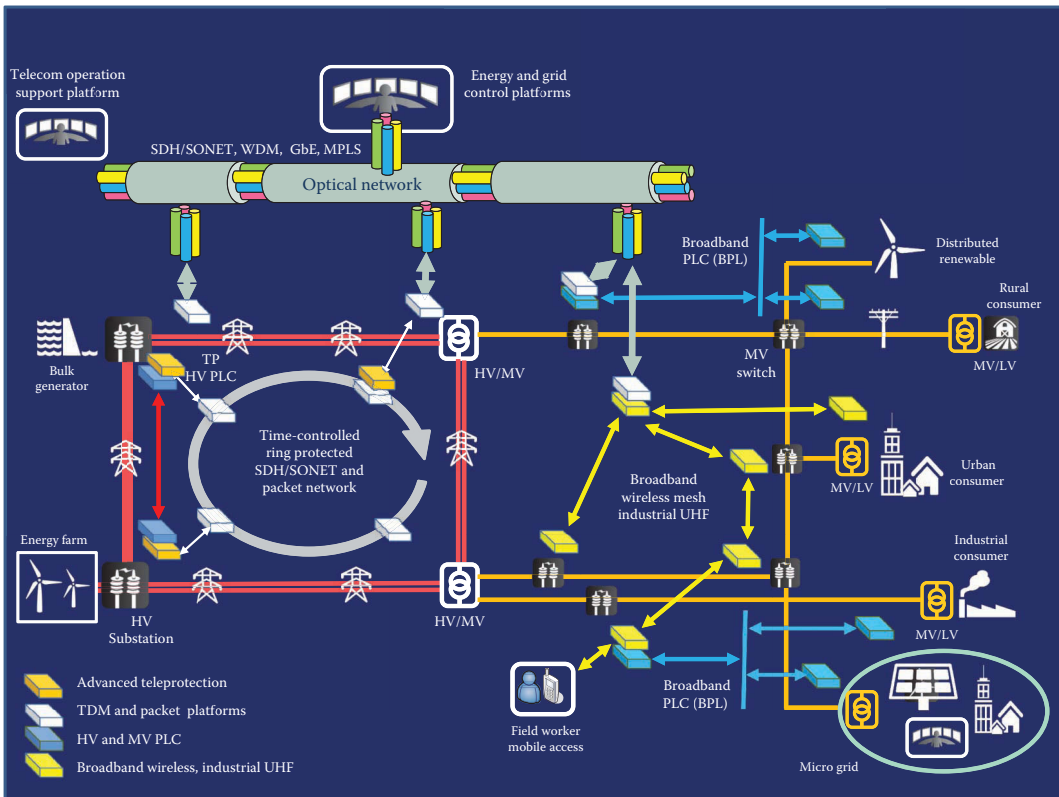 Telecom operation
support platform
Energy and grid
control platforms
SDH/SONET, WDM, GbE, MPLS
Optical network
Broadband
PLC (BPL)
Distributed
renewable
Rural
consumer
MV/LV
Bulk
generator
TP
HV PLC
HV/MV
MV
switch
Time-controlled
ring protected
SDH/SONET and
packet network
Broadband
wireless mesh
industrial UHF
MV/LV
Urban
consumer
Energy farm
Industrial
consumer
HV
Substation
HV/MV
MV/LV
Broadband
PLC (BPL)
Field worker
mobile access
Micro grid
Advanced teleprotection
TDM and packet platforms
HV and MV PLC
Broadband wireless, industrial UHF